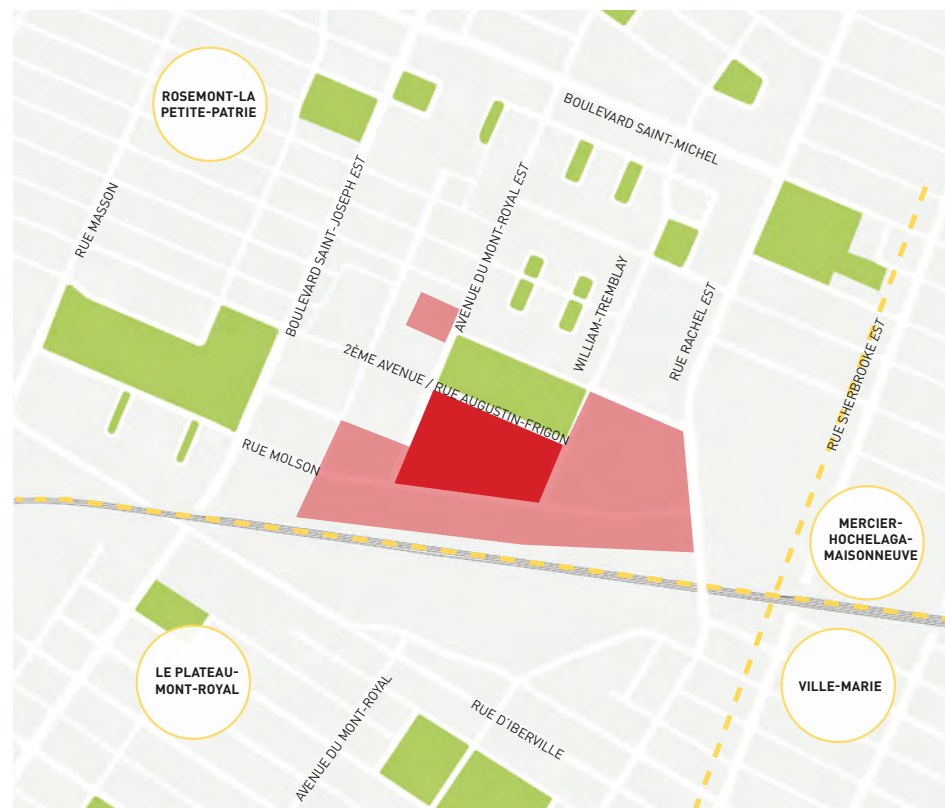 ROSEMONT-LA
PETITE-PATRIE
BOULEVARD SAINT-MICHEL
RUE MASSON
BOULEVARD SAINT-JOSEPH EST
AVENUE DU MONT-ROYAL EST
WILLIAM-TREMBLAY
RUE RACHEL EST
RUE SHERBROOKE EST
2ÈME AVENUE / RUE AUGUSTIN-FRIGON
RUE MOLSON
MERCIER-
HOCHELAGA-
MAISONNEUVE
LE PLATEAU-
MONT-ROYAL
VILLE-MARIE
AVENUE DU MONT-ROYAL
RUE D'IBERVILLE